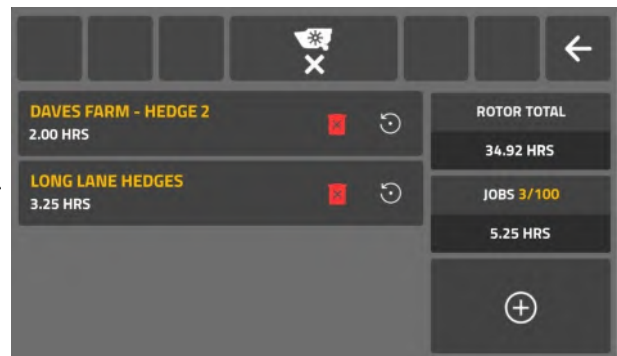 DAVES FARM - HEDGE 2
2.00 HRS
LONG LANE HEDGES
3.25 HRS
ROTOR TOTAL
34.92 HRS
JOBS 3/100
5.25 HRS